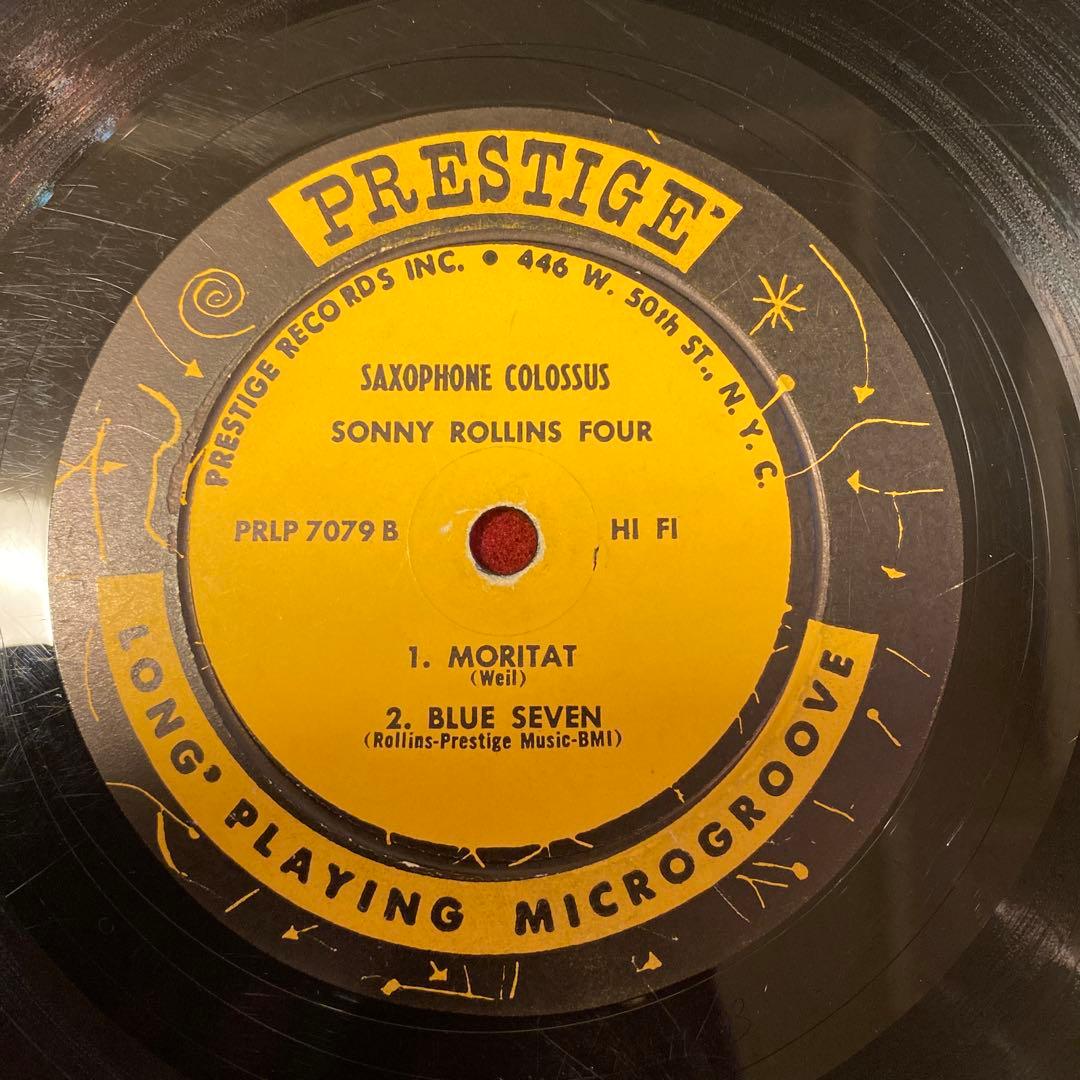 PRESTIGE
PRESTIGE RECORDS INC. • 446 W. 50th ST., N. Y. C.
SAXOPHONE COLOSSUS
SONNY ROLLINS FOUR
PRLP 7079 B
HI FI
1. MORITAT
(Weil)
2. BLUE SEVEN
(Rollins-Prestige Music-BMI)
LONG' PLAYING MICROGROOVE